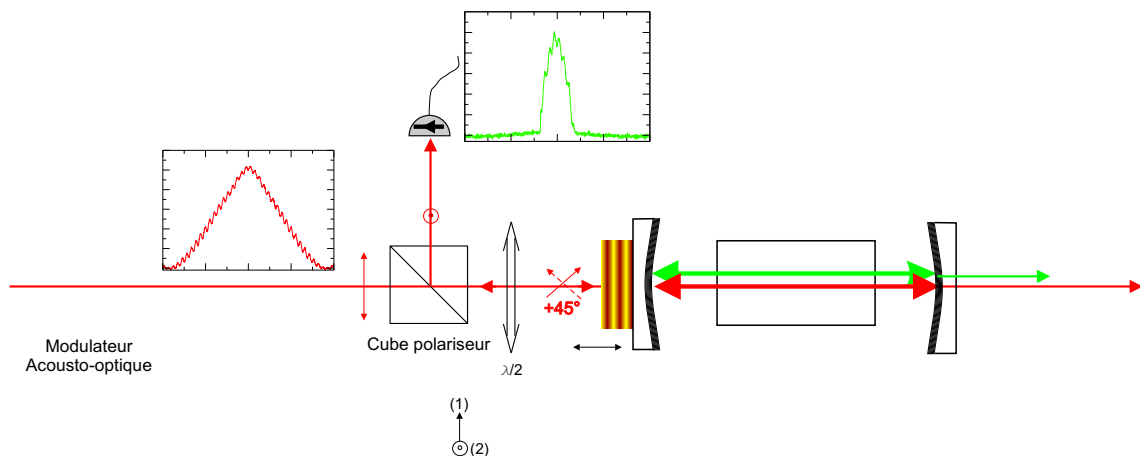 +45°
Modulateur
Acousto-optique
Cube polariseur
λ/2
(1)
(2)